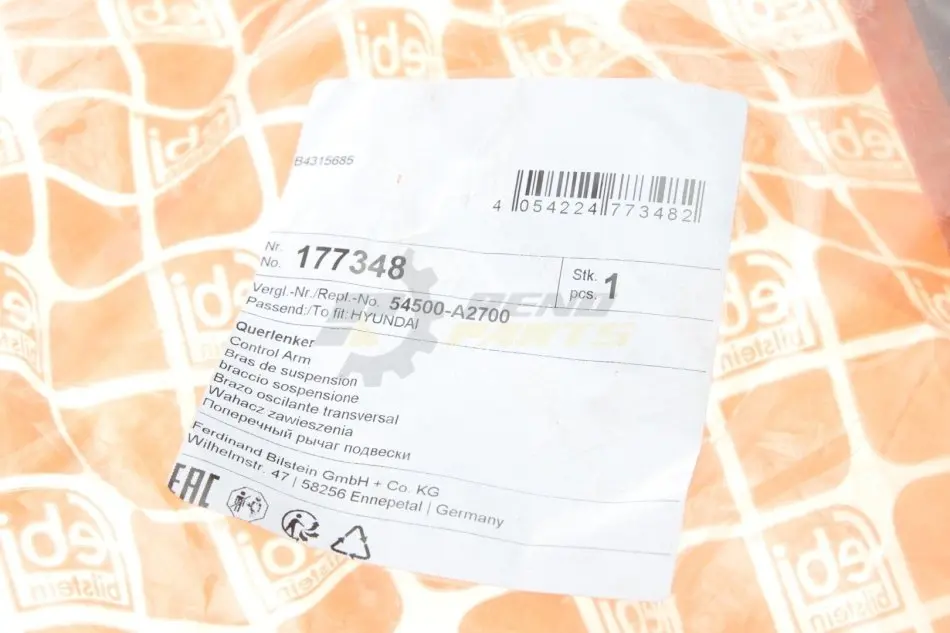 B4315685
4 054224 773482
Nr.
No. 177348
Stk.
pcs. 1
Vergl.-Nr./Repl.-No. 54500-A2700
Passend:/To fit:HYUNDAI
Querlenker
Control Arm
Bras de suspension
braccio sospensione
Brazo oscilante transversal
Wahacz zawieszenia
Поперечный рычаг подвески
Ferdinand Bilstein GmbH + Co. KG
Wilhelmstr. 47 | 58256 Ennepetal | Germany
EAC
febi
bilstein
PARTS